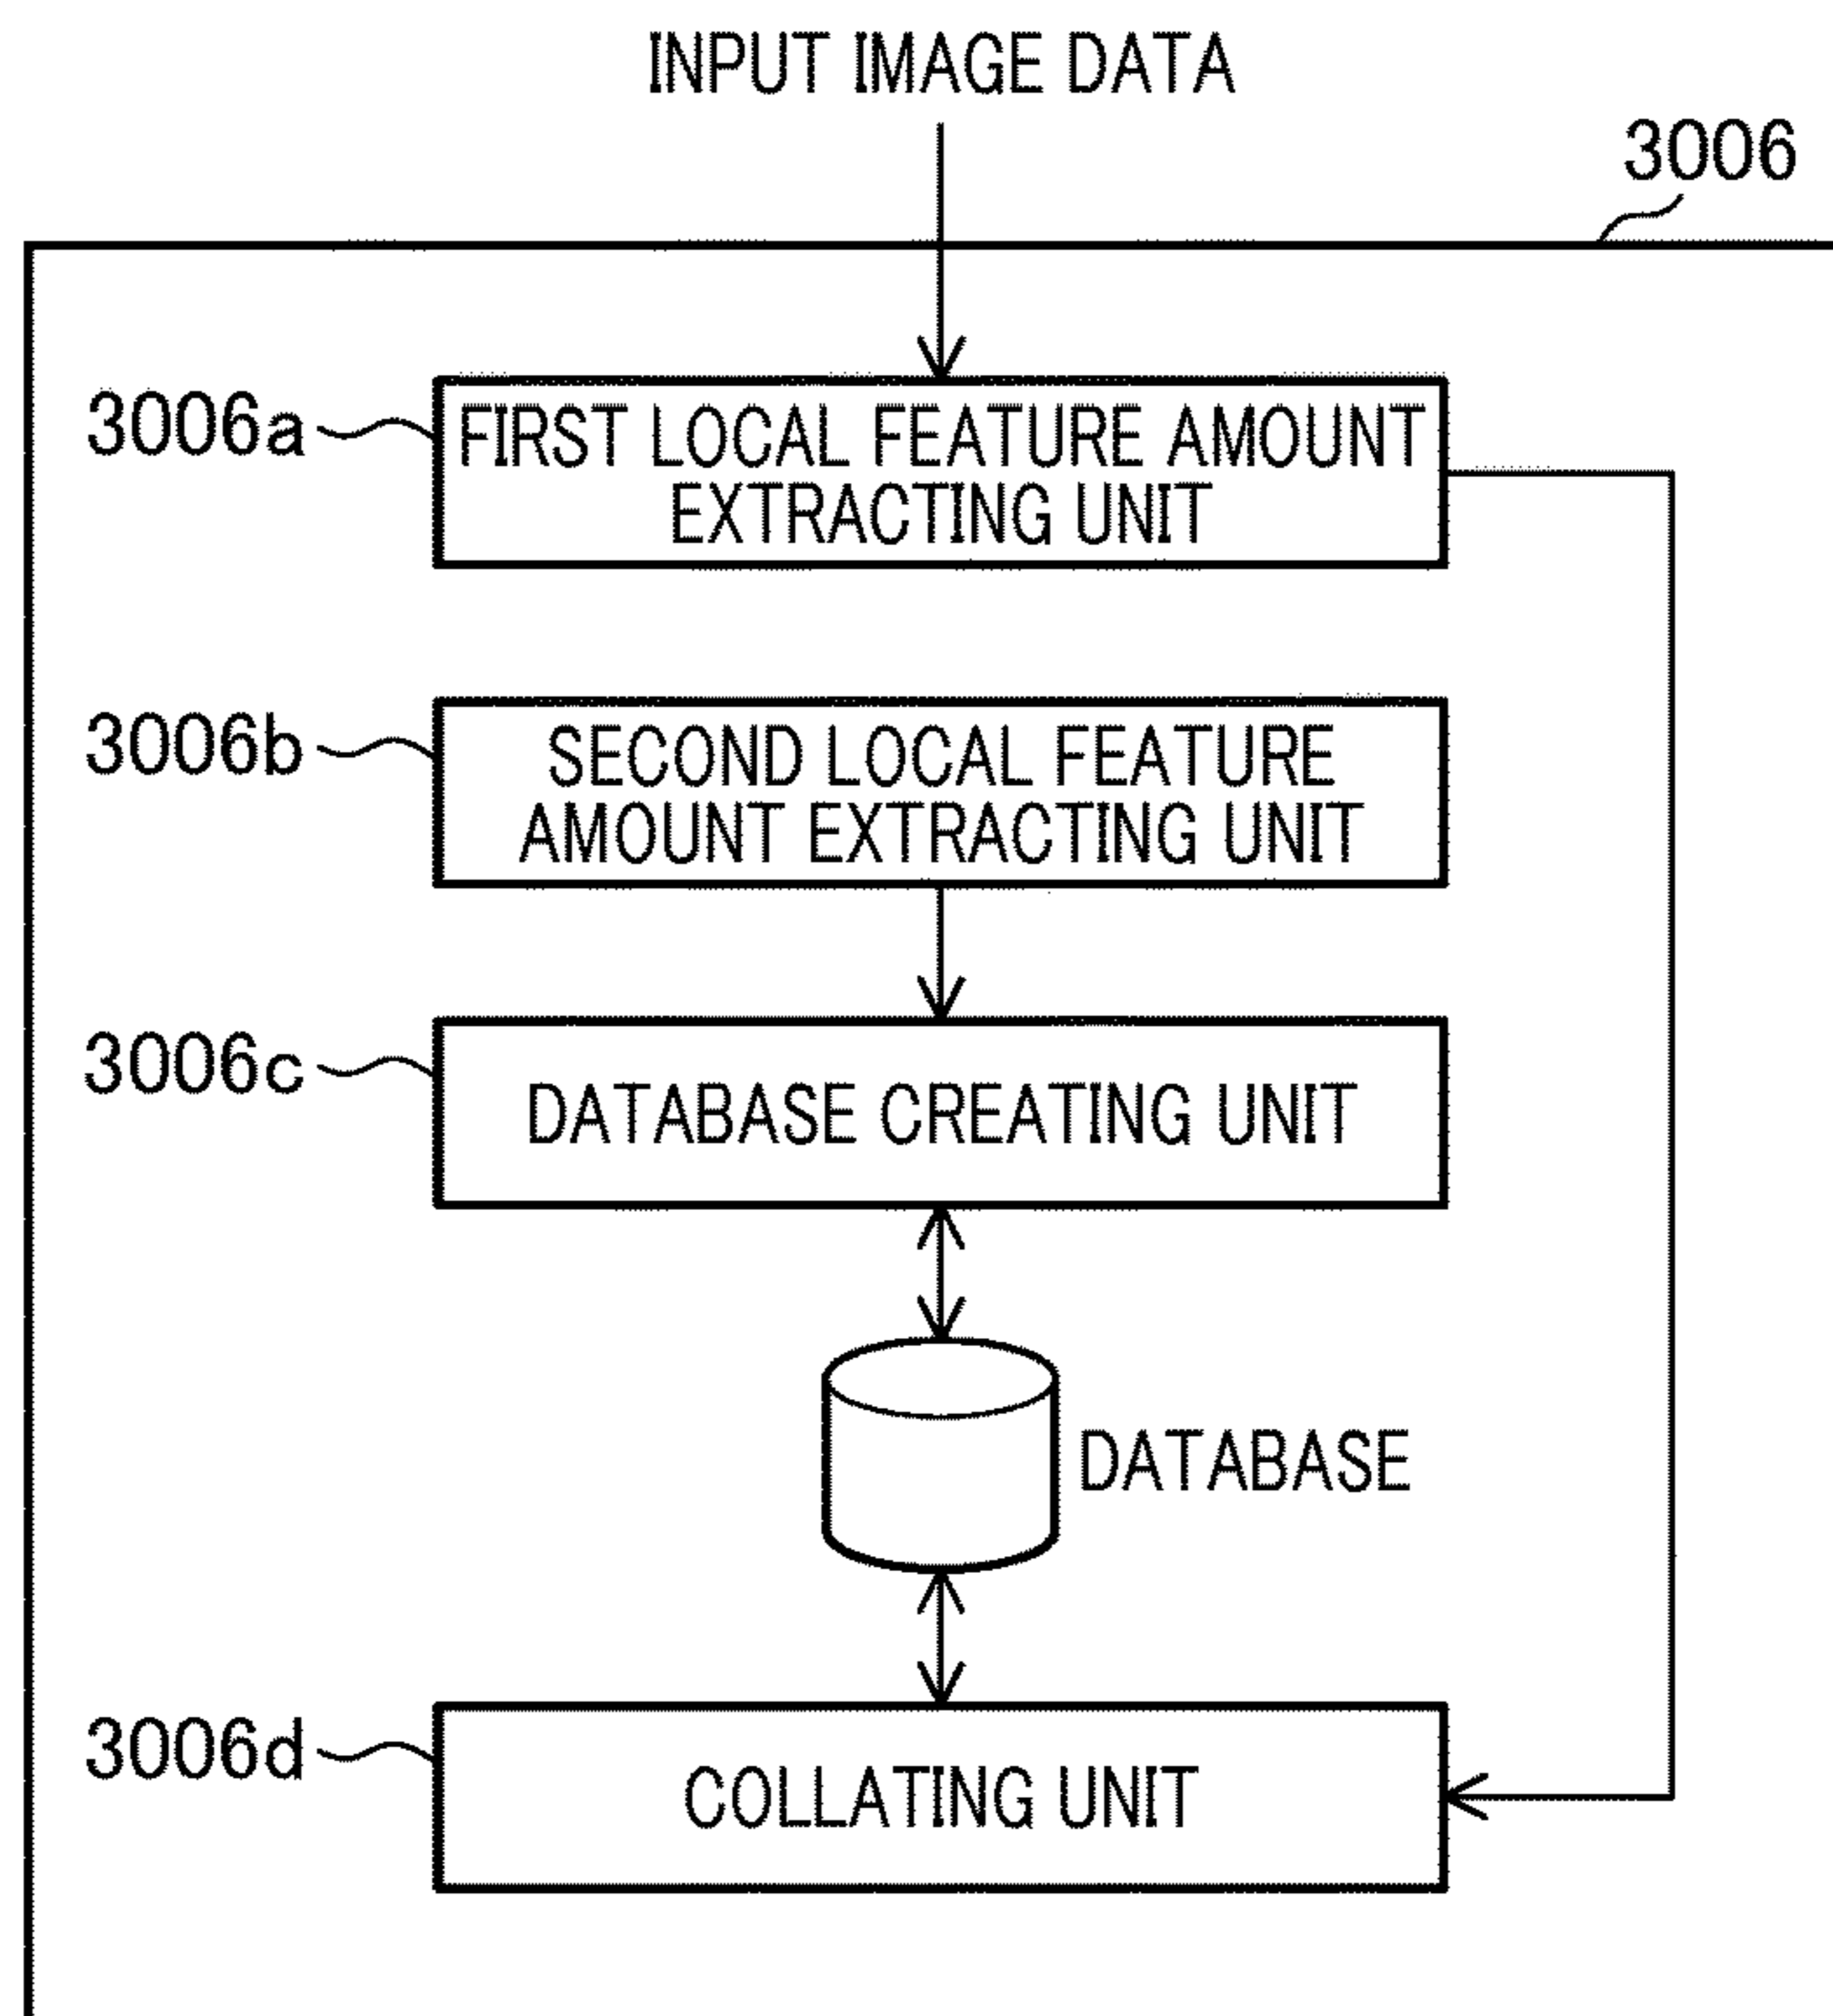 INPUT IMAGE DATA
3006
3006a
FIRST LOCAL FEATURE AMOUNT
EXTRACTING UNIT
3006b
SECOND LOCAL FEATURE
AMOUNT EXTRACTING UNIT
3006c
DATABASE CREATING UNIT
DATABASE
3006d
COLLATING UNIT